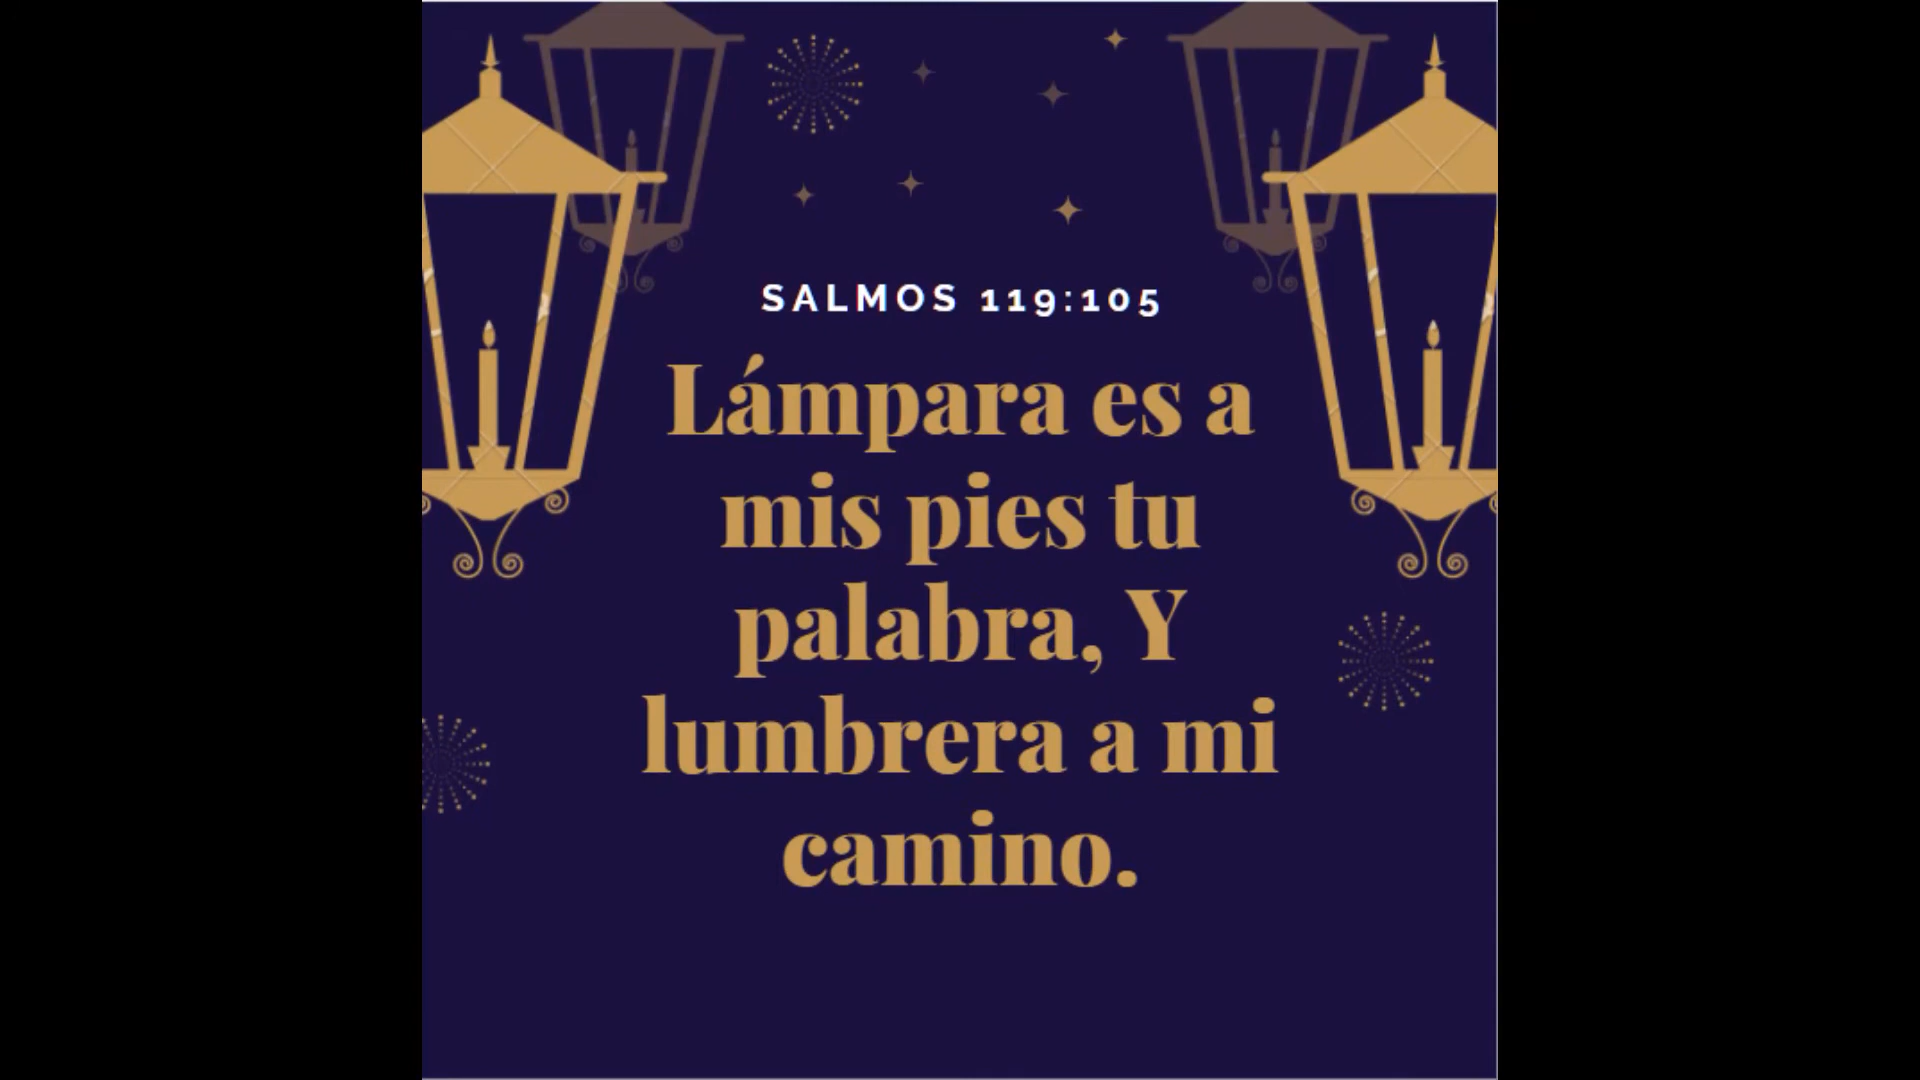 SALMOS 119:105
Lámpara es a
mis pies tu
palabra, Y
lumbrera a mi
camino.